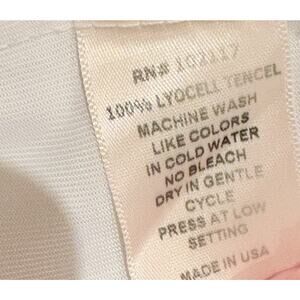 RN# 102117
100% LYOCELL TENCEL
MACHINE WASH
LIKE COLORS
IN COLD WATER
NO BLEACH
DRY IN GENTLE
CYCLE
PRESS AT LOW
SETTING
MADE IN USA